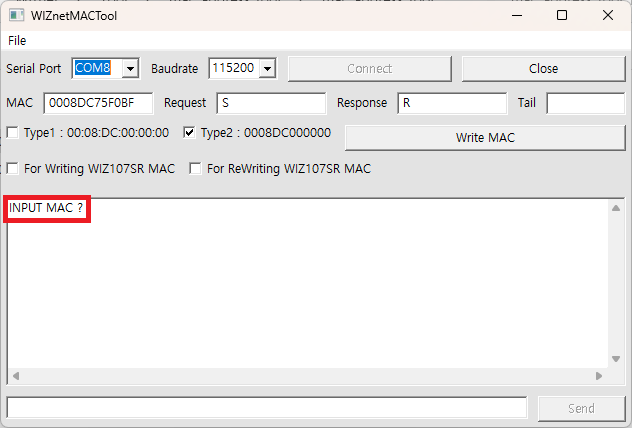 WIZnetMACTool
File
Serial Port COM8 Baudrate 115200 Connect Close
MAC 0008DC75F0BF Request S Response R Tail
Type1 : 00:08:DC:00:00:00 Type2 : 0008DC000000 Write MAC
For Writing WIZ107SR MAC For ReWriting WIZ107SR MAC
INPUT MAC ?
Send